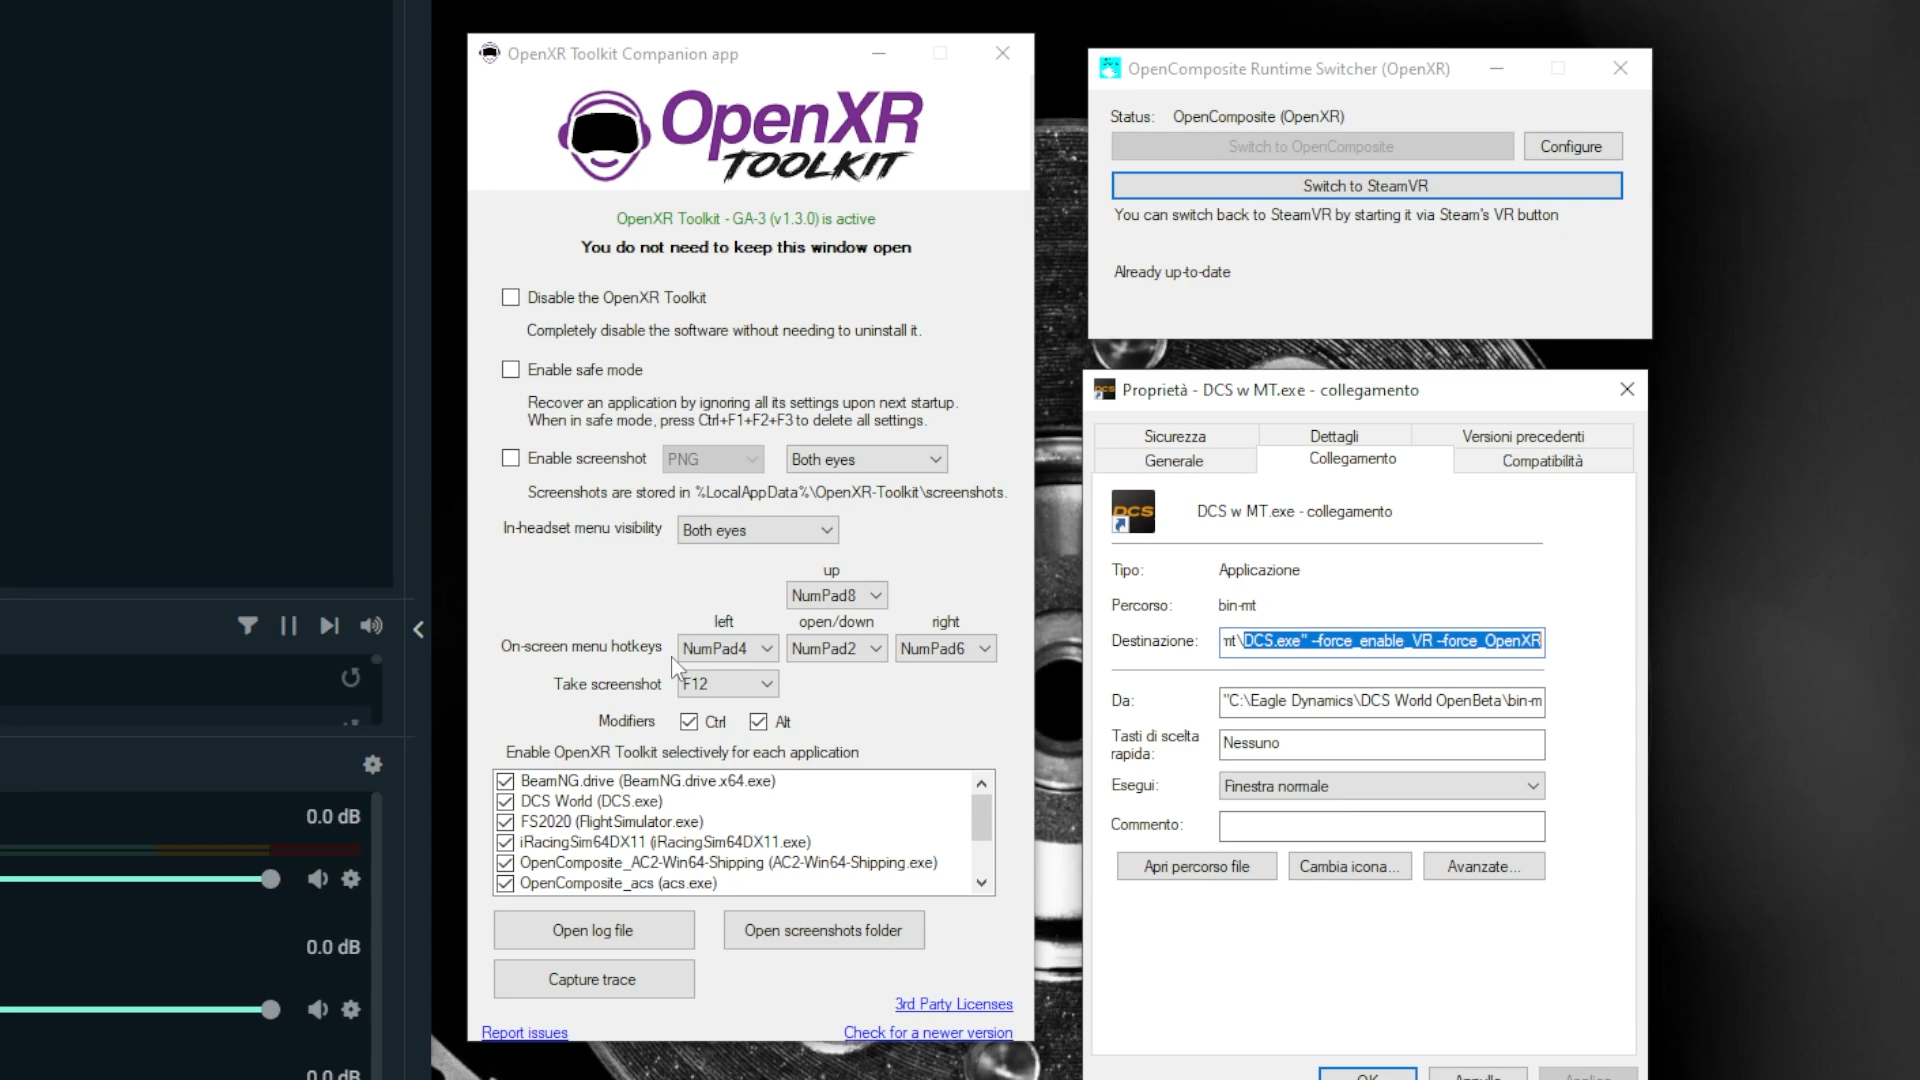 OpenXR Toolkit Companion app
OpenXR
TOOLKIT
OpenXR Toolkit - GA-3 (v1.3.0) is active
You do not need to keep this window open
Disable the OpenXR Toolkit
Completely disable the software without needing to uninstall it.
Enable safe mode
Recover an application by ignoring all its settings upon next startup.
When in safe mode, press Ctrl+F1+F2+F3 to delete all settings.
Enable screenshot PNG Both eyes
Screenshots are stored in %LocalAppData%\OpenXR-Toolkit\screenshots.
In-headset menu visibility Both eyes
up
NumPad8
left open/down right
On-screen menu hotkeys NumPad4 NumPad2 NumPad6
Take screenshot F12
Modifiers Ctrl Alt
Enable OpenXR Toolkit selectively for each application
BeamNG.drive (BeamNG.drive.x64.exe)
DCS World (DCS.exe)
FS2020 (FlightSimulator.exe)
iRacingSim64DX11 (iRacingSim64DX11.exe)
OpenComposite_AC2-Win64-Shipping (AC2-Win64-Shipping.exe)
OpenComposite_acs (acs.exe)
Open log file Open screenshots folder
Capture trace
3rd Party Licenses
Report issues Check for a newer version
OpenComposite Runtime Switcher (OpenXR)
Status: OpenComposite (OpenXR)
Switch to OpenComposite Configure
Switch to SteamVR
You can switch back to SteamVR by starting it via Steam's VR button
Already up-to-date
DCS
Proprietà - DCS w MT.exe - collegamento
Sicurezza Dettagli Versioni precedenti
Generale Collegamento Compatibilità
DCS
DCS w MT.exe - collegamento
Tipo: Applicazione
Percorso: bin-mt
Destinazione: nt\DCS.exe" --force_enable_VR --force_OpenXR
Da: "C:\Eagle Dynamics\DCS World OpenBeta\bin-m
Tasti di scelta
rapida: Nessuno
Esegui: Finestra normale
Commento:
Apri percorso file Cambia icona... Avanzate...
OK Annulla Applica
0.0 dB
0.0 dB
0.0 dB